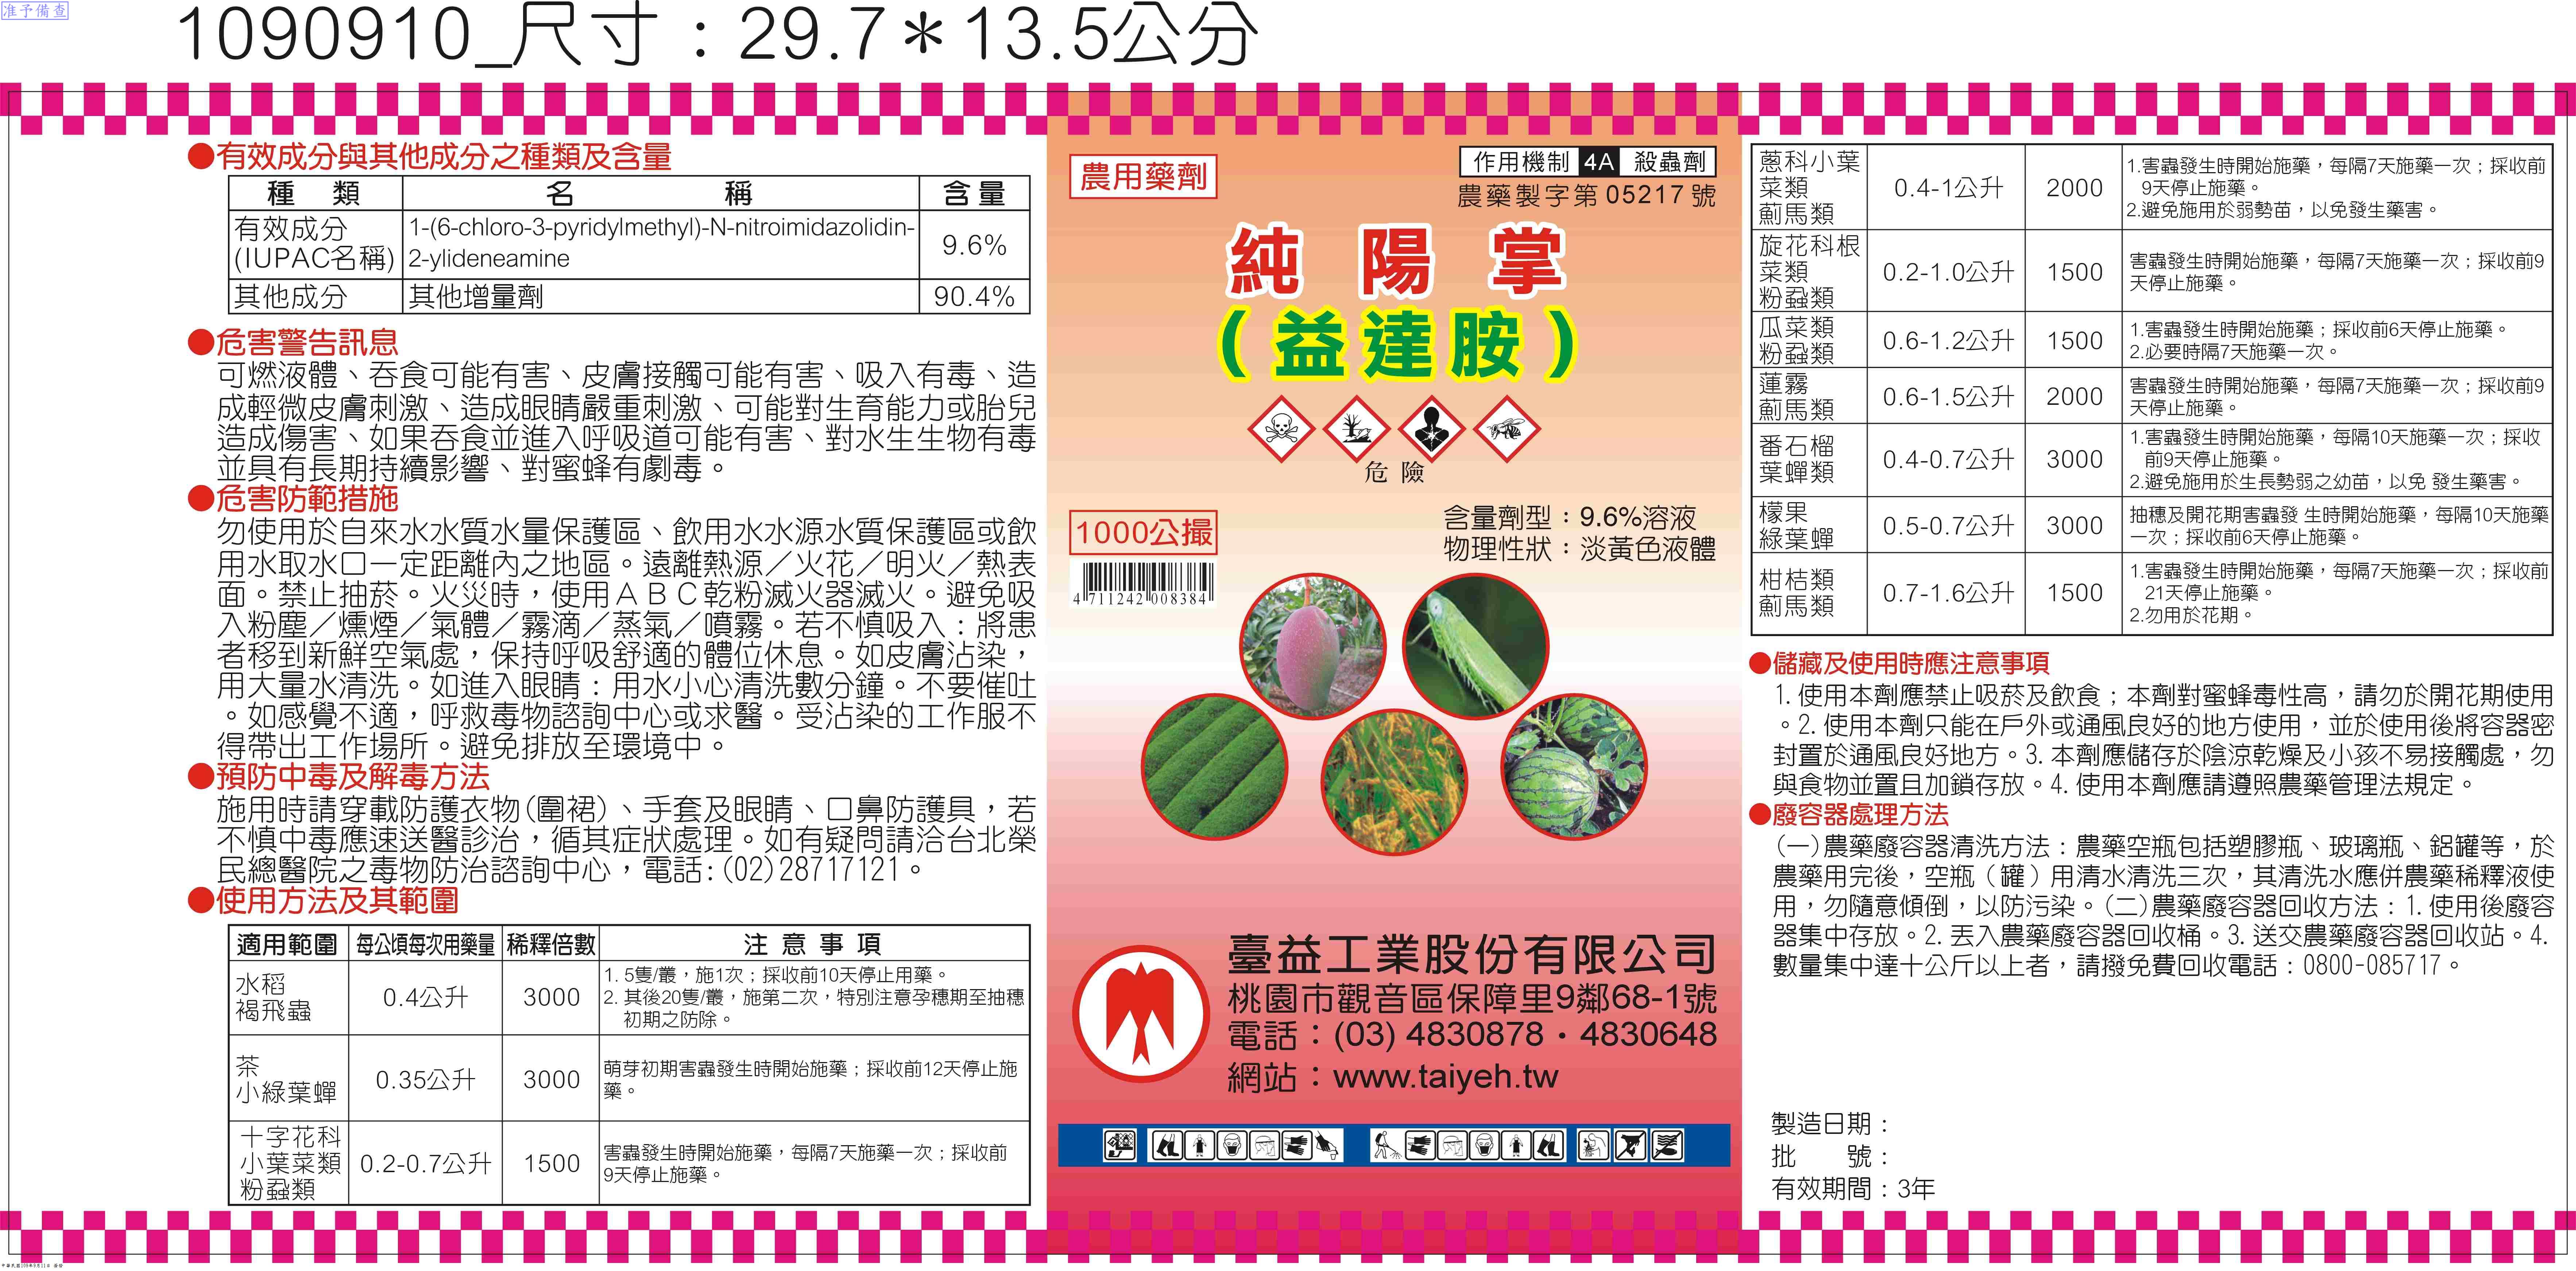 准予備查
1090910_尺寸：29.7＊13.5公分
●有效成分與其他成分之種類及含量
種 類 名 稱 含量
有效成分
(IUPAC名稱)
1-(6-chloro-3-pyridylmethyl)-N-nitroimidazolidin-
2-ylideneamine
9.6%
其他成分 其他增量劑 90.4%
●危害警告訊息
可燃液體、吞食可能有害、皮膚接觸可能有害、吸入有毒、造
成輕微皮膚刺激、造成眼睛嚴重刺激、可能對生育能力或胎兒
造成傷害、如果吞食並進入呼吸道可能有害、對水生生物有毒
並具有長期持續影響、對蜜蜂有劇毒。
●危害防範措施
勿使用於自來水水質水量保護區、飲用水水源水質保護區或飲
用水取水口一定距離內之地區。遠離熱源／火花／明火／熱表
面。禁止抽菸。火災時，使用ＡＢＣ乾粉滅火器滅火。避免吸
入粉塵／燻煙／氣體／霧滴／蒸氣／噴霧。若不慎吸入：將患
者移到新鮮空氣處，保持呼吸舒適的體位休息。如皮膚沾染，
用大量水清洗。如進入眼睛：用水小心清洗數分鐘。不要催吐
。如感覺不適，呼救毒物諮詢中心或求醫。受沾染的工作服不
得帶出工作場所。避免排放至環境中。
●預防中毒及解毒方法
施用時請穿載防護衣物(圍裙)、手套及眼睛、口鼻防護具，若
不慎中毒應速送醫診治，循其症狀處理。如有疑問請洽台北榮
民總醫院之毒物防治諮詢中心，電話:(02)28717121。
●使用方法及其範圍
適用範圍 每公頃每次用藥量 稀釋倍數 注意事項
水稻
褐飛蟲
0.4公升 3000
1. 5隻/叢，施1次；採收前10天停止用藥。
2. 其後20隻/叢，施第二次，特別注意孕穗期至抽穗
初期之防除。
茶
小綠葉蟬
0.35公升 3000
萌芽初期害蟲發生時開始施藥；採收前12天停止施
藥。
十字花科
小葉菜類
粉蝨類
0.2-0.7公升 1500
害蟲發生時開始施藥，每隔7天施藥一次；採收前
9天停止施藥。
農用藥劑
作用機制 4A 殺蟲劑
農藥製字第 05217 號
純陽掌
(益達胺)
危險
1000公撮
4 711242 008384
含量劑型：9.6%溶液
物理性狀：淡黃色液體
臺益工業股份有限公司
桃園市觀音區保障里9鄰68-1號
電話：(03) 4830878・4830648
網站：www.taiyeh.tw
蔥科小葉
菜類
薊馬類
0.4-1公升 2000
1.害蟲發生時開始施藥，每隔7天施藥一次；採收前
9天停止施藥。
2.避免施用於弱勢苗，以免發生藥害。
旋花科根
菜類
粉蝨類
0.2-1.0公升 1500
害蟲發生時開始施藥，每隔7天施藥一次；採收前9
天停止施藥。
瓜菜類
粉蝨類
0.6-1.2公升 1500
1.害蟲發生時開始施藥；採收前6天停止施藥。
2.必要時隔7天施藥一次。
蓮霧
薊馬類
0.6-1.5公升 2000
害蟲發生時開始施藥，每隔7天施藥一次；採收前9
天停止施藥。
番石榴
葉蟬類
0.4-0.7公升 3000
1.害蟲發生時開始施藥，每隔10天施藥一次；採收
前9天停止施藥。
2.避免施用於生長勢弱之幼苗，以免 發生藥害。
檬果
綠葉蟬
0.5-0.7公升 3000
抽穗及開花期害蟲發 生時開始施藥，每隔10天施藥
一次；採收前6天停止施藥。
柑桔類
薊馬類
0.7-1.6公升 1500
1.害蟲發生時開始施藥，每隔7天施藥一次；採收前
21天停止施藥。
2.勿用於花期。
●儲藏及使用時應注意事項
1.使用本劑應禁止吸菸及飲食；本劑對蜜蜂毒性高，請勿於開花期使用
。2.使用本劑只能在戶外或通風良好的地方使用，並於使用後將容器密
封置於通風良好地方。3.本劑應儲存於陰涼乾燥及小孩不易接觸處，勿
與食物並置且加鎖存放。4.使用本劑應請遵照農藥管理法規定。
●廢容器處理方法
(一)農藥廢容器清洗方法：農藥空瓶包括塑膠瓶、玻璃瓶、鋁罐等，於
農藥用完後，空瓶（罐）用清水清洗三次，其清洗水應併農藥稀釋液使
用，勿隨意傾倒，以防污染。(二)農藥廢容器回收方法：1.使用後廢容
器集中存放。2.丟入農藥廢容器回收桶。3.送交農藥廢容器回收站。4.
數量集中達十公斤以上者，請撥免費回收電話：0800-085717。
製造日期：
批 號：
有效期間：3年